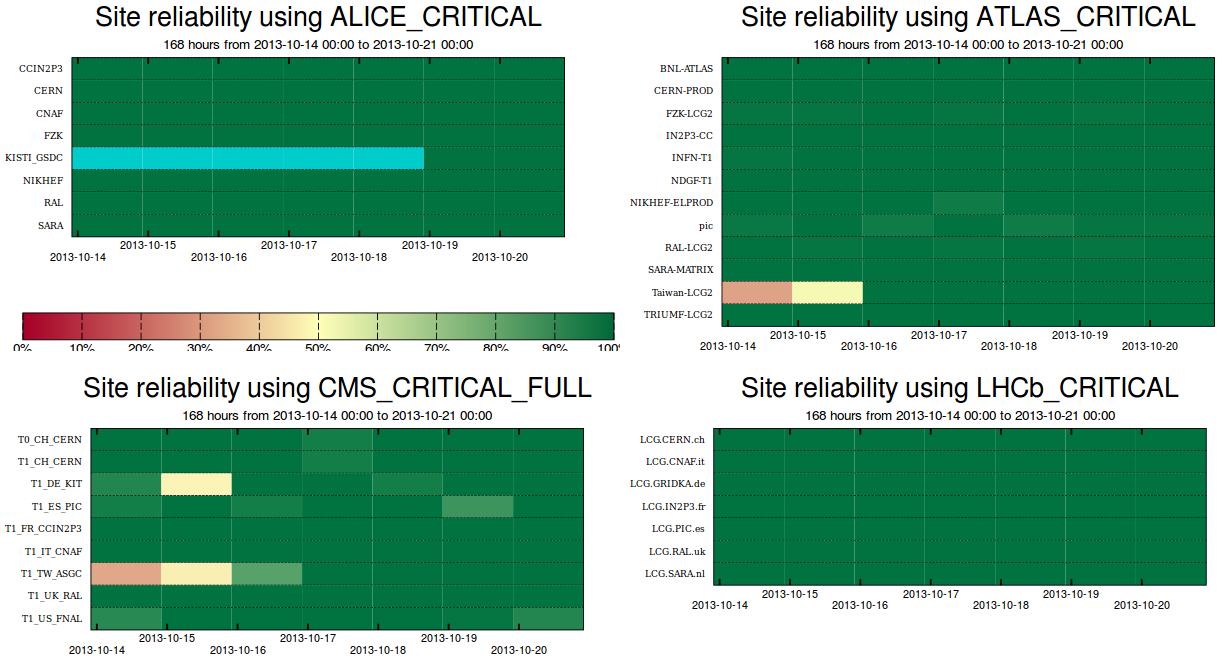 Site reliability using ALICE_CRITICAL
168 hours from 2013-10-14 00:00 to 2013-10-21 00:00
CCIN2P3
CERN
CNAF
FZK
KISTI_GSDC
NIKHEF
RAL
SARA
2013-10-15 2013-10-17 2013-10-19
2013-10-14 2013-10-16 2013-10-18 2013-10-20
0% 10% 20% 30% 40% 50% 60% 70% 80% 90% 100%
Site reliability using ATLAS_CRITICAL
168 hours from 2013-10-14 00:00 to 2013-10-21 00:00
BNL-ATLAS
CERN-PROD
FZK-LCG2
IN2P3-CC
INFN-T1
NDGF-T1
NIKHEF-ELPROD
pic
RAL-LCG2
SARA-MATRIX
Taiwan-LCG2
TRIUMF-LCG2
2013-10-15 2013-10-17 2013-10-19
2013-10-14 2013-10-16 2013-10-18 2013-10-20
Site reliability using CMS_CRITICAL_FULL
168 hours from 2013-10-14 00:00 to 2013-10-21 00:00
T0_CH_CERN
T1_CH_CERN
T1_DE_KIT
T1_ES_PIC
T1_FR_CCIN2P3
T1_IT_CNAF
T1_TW_ASGC
T1_UK_RAL
T1_US_FNAL
2013-10-15 2013-10-17 2013-10-19
2013-10-14 2013-10-16 2013-10-18 2013-10-20
Site reliability using LHCb_CRITICAL
168 hours from 2013-10-14 00:00 to 2013-10-21 00:00
LCG.CERN.ch
LCG.CNAF.it
LCG.GRIDKA.de
LCG.IN2P3.fr
LCG.PIC.es
LCG.RAL.uk
LCG.SARA.nl
2013-10-15 2013-10-17 2013-10-19
2013-10-14 2013-10-16 2013-10-18 2013-10-20